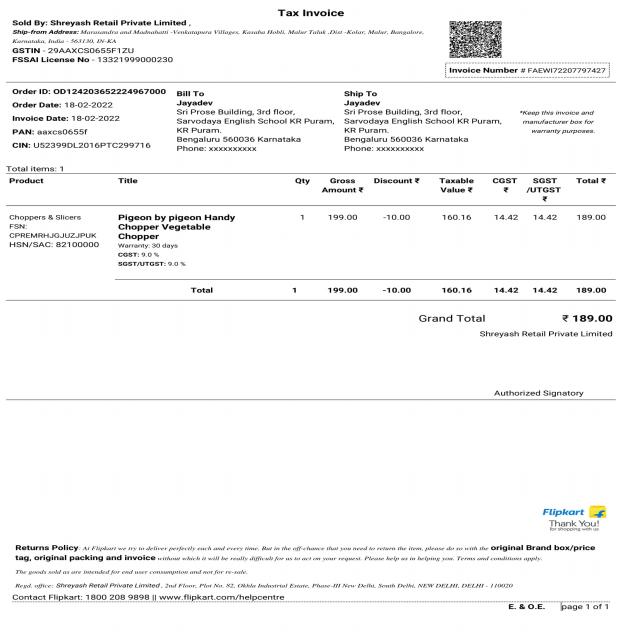 Tax Invoice
Sold By: Shreyash Retail Private Limited ,
Ship-from Address: Marasandra and Madnahatti -Venkatapura Villages, Kasaba Hobli, Malur Taluk ,Dist -Kolar, Malur, Bangalore,
Karnataka, India - 563130, IN-KA
GSTIN - 29AAXCS0655F1ZU
FSSAI License No - 13321999000230
Invoice Number # FAEWI72207797427
Order ID: OD124203652224967000
Order Date: 18-02-2022
Invoice Date: 18-02-2022
PAN: aaxcs0655f
CIN: U52399DL2016PTC299716
Bill To
Jayadev
Sri Prose Building, 3rd floor,
Sarvodaya English School KR Puram,
KR Puram.
Bengaluru 560036 Karnataka
Phone: xxxxxxxxxx
Ship To
Jayadev
Sri Prose Building, 3rd floor,
Sarvodaya English School KR Puram,
KR Puram.
Bengaluru 560036 Karnataka
Phone: xxxxxxxxxx
*Keep this invoice and
manufacturer box for
warranty purposes.
Total items: 1
Product Title Qty Gross Amount ₹ Discount ₹ Taxable Value ₹ CGST ₹ SGST /UTGST ₹ Total ₹
Choppers & Slicers
FSN:
CPREMRHJGJUZJPUK
HSN/SAC: 82100000
Pigeon by pigeon Handy
Chopper Vegetable
Chopper
Warranty: 30 days
CGST: 9.0 %
SGST/UTGST: 9.0 %
1 199.00 -10.00 160.16 14.42 14.42 189.00
Total 1 199.00 -10.00 160.16 14.42 14.42 189.00
Grand Total ₹ 189.00
Shreyash Retail Private Limited
Authorized Signatory
Flipkart
Thank You!
for shopping with us
Returns Policy: At Flipkart we try to deliver perfectly each and every time. But in the off-chance that you need to return the item, please do so with the original Brand box/price
tag, original packing and invoice without which it will be really difficult for us to act on your request. Please help us in helping you. Terms and conditions apply.
The goods sold as are intended for end user consumption and not for re-sale.
Regd. office: Shreyash Retail Private Limited , 2nd Floor, Plot No. 82, Okhla Industrial Estate, Phase-III New Delhi, South Delhi, NEW DELHI, DELHI - 110020
Contact Flipkart: 1800 208 9898 || www.flipkart.com/helpcentre
E. & O.E. page 1 of 1